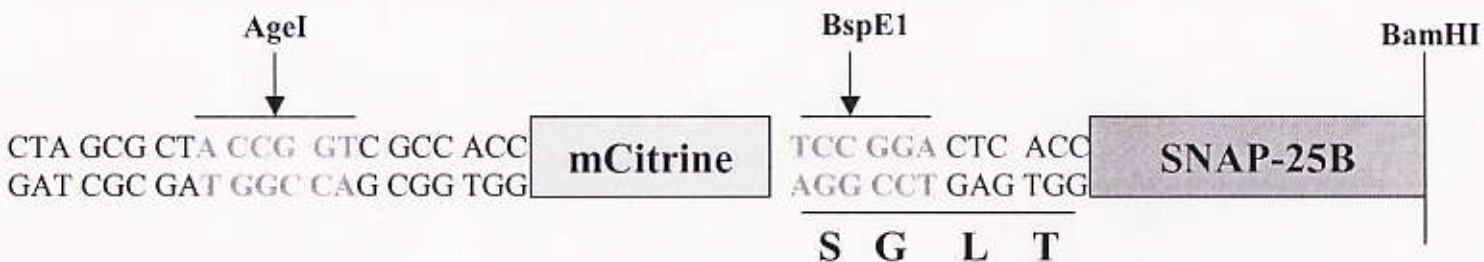 AgeI BspE1 BamHI
CTA GCG CTA CCG GTC GCC ACC mCitrine TCC GGA CTC ACC SNAP-25B
GAT CGC GAT GGC CAG CGG TGG AGG CCT GAG TGG
S G L T